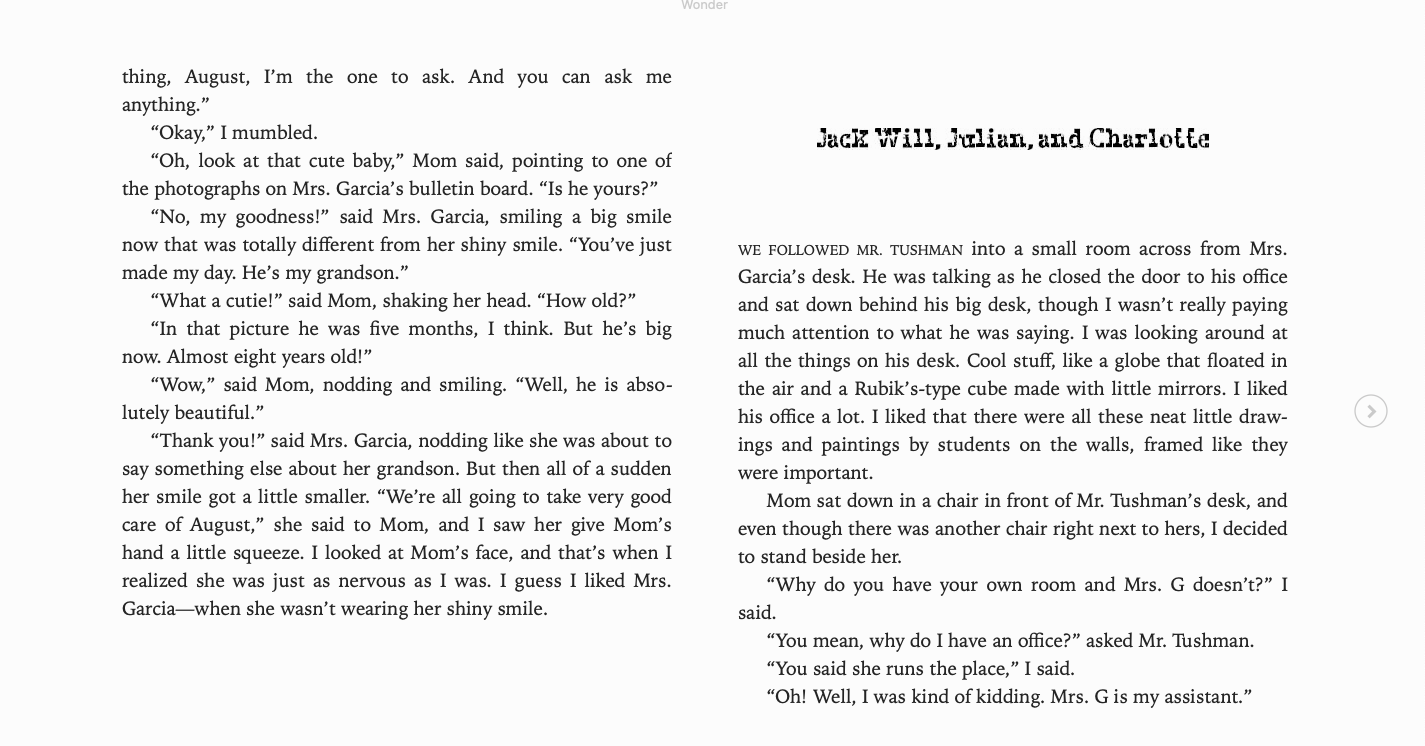 Wonder
thing, August, I’m the one to ask. And you can ask me
anything.”
“Okay,” I mumbled.
“Oh, look at that cute baby,” Mom said, pointing to one of
the photographs on Mrs. Garcia’s bulletin board. “Is he yours?”
“No, my goodness!” said Mrs. Garcia, smiling a big smile
now that was totally different from her shiny smile. “You’ve just
made my day. He’s my grandson.”
“What a cutie!” said Mom, shaking her head. “How old?”
“In that picture he was five months, I think. But he’s big
now. Almost eight years old!”
“Wow,” said Mom, nodding and smiling. “Well, he is abso-
lutely beautiful.”
“Thank you!” said Mrs. Garcia, nodding like she was about to
say something else about her grandson. But then all of a sudden
her smile got a little smaller. “We’re all going to take very good
care of August,” she said to Mom, and I saw her give Mom’s
hand a little squeeze. I looked at Mom’s face, and that’s when I
realized she was just as nervous as I was. I guess I liked Mrs.
Garcia—when she wasn’t wearing her shiny smile.
Jack Will, Julian, and Charlotte
WE FOLLOWED MR. TUSHMAN into a small room across from Mrs.
Garcia’s desk. He was talking as he closed the door to his office
and sat down behind his big desk, though I wasn’t really paying
much attention to what he was saying. I was looking around at
all the things on his desk. Cool stuff, like a globe that floated in
the air and a Rubik’s-type cube made with little mirrors. I liked
his office a lot. I liked that there were all these neat little draw-
ings and paintings by students on the walls, framed like they
were important.
Mom sat down in a chair in front of Mr. Tushman’s desk, and
even though there was another chair right next to hers, I decided
to stand beside her.
“Why do you have your own room and Mrs. G doesn’t?” I
said.
“You mean, why do I have an office?” asked Mr. Tushman.
“You said she runs the place,” I said.
“Oh! Well, I was kind of kidding. Mrs. G is my assistant.”